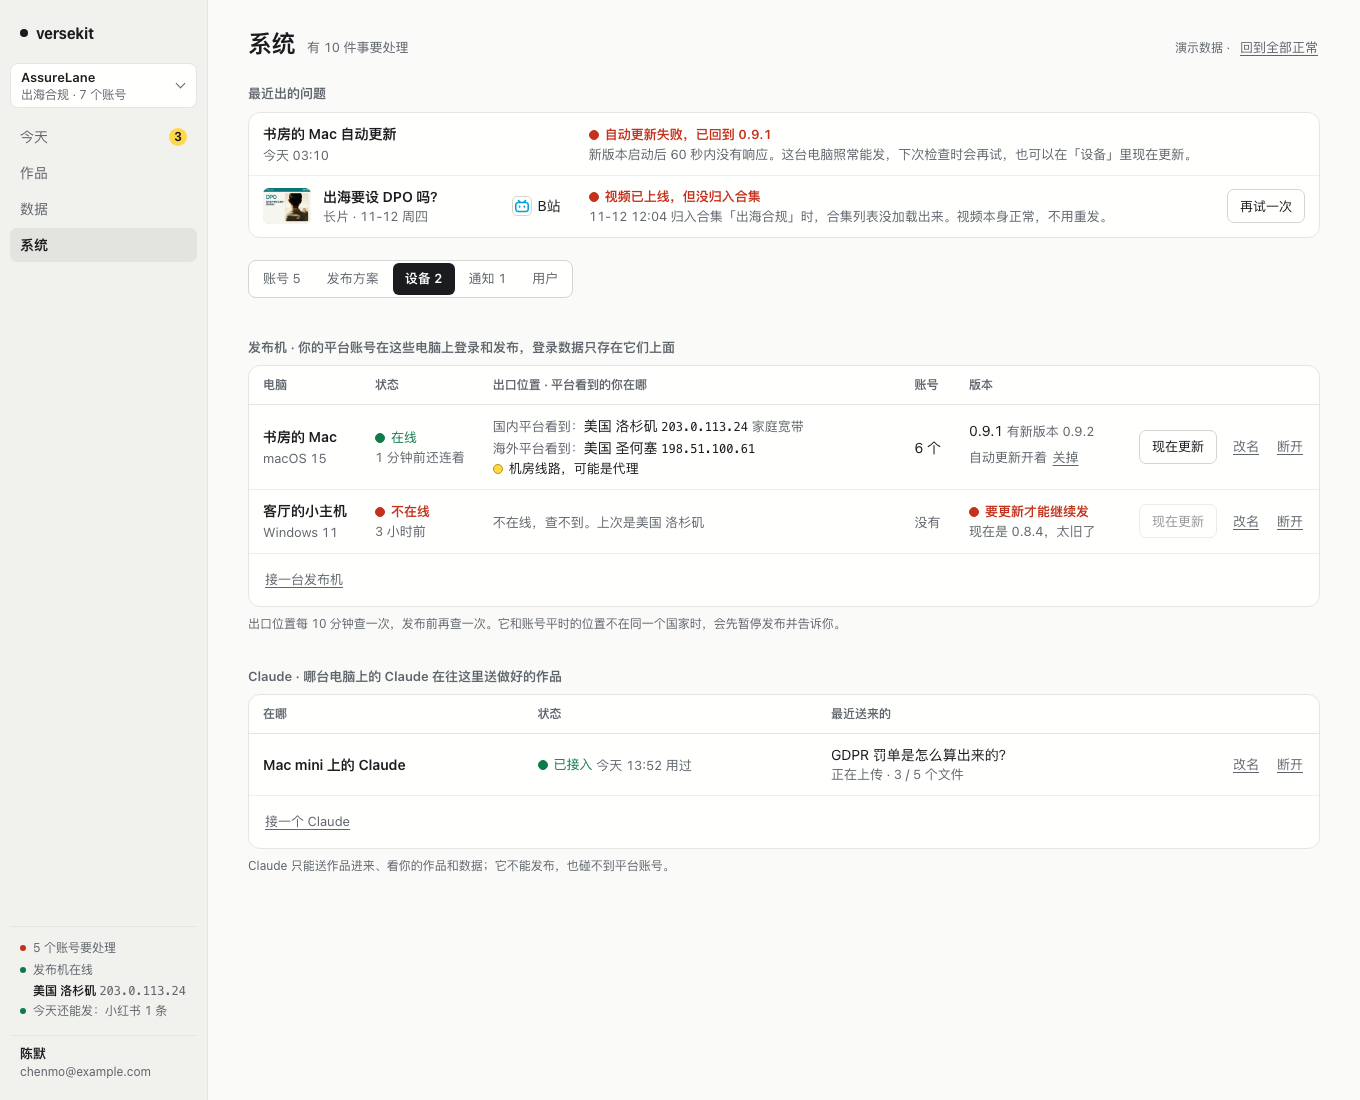 versekit
AssureLane
出海合规 · 7 个账号
今天
3
作品
数据
系统
5 个账号要处理
发布机在线
美国 洛杉矶 203.0.113.24
今天还能发：小红书 1 条
陈默
chenmo@example.com
系统 有 10 件事要处理
演示数据 · 回到全部正常
最近出的问题
书房的 Mac 自动更新
今天 03:10
自动更新失败，已回到 0.9.1
新版本启动后 60 秒内没有响应。这台电脑照常能发，下次检查时会再试，也可以在「设备」里现在更新。
DPO
出海要设 DPO 吗？
长片 · 11-12 周四
B站
视频已上线，但没归入合集
11-12 12:04 归入合集「出海合规」时，合集列表没加载出来。视频本身正常，不用重发。
再试一次
账号 5 发布方案 设备 2 通知 1 用户
发布机 · 你的平台账号在这些电脑上登录和发布，登录数据只存在它们上面
电脑 状态 出口位置 · 平台看到的你在哪 账号 版本
书房的 Mac
macOS 15
在线
1 分钟前还连着
国内平台看到：美国 洛杉矶 203.0.113.24 家庭宽带
海外平台看到：美国 圣何塞 198.51.100.61
机房线路，可能是代理
6 个
0.9.1 有新版本 0.9.2
自动更新开着 关掉
现在更新 改名 断开
客厅的小主机
Windows 11
不在线
3 小时前
不在线，查不到。上次是美国 洛杉矶
没有
要更新才能继续发
现在是 0.8.4，太旧了
现在更新 改名 断开
接一台发布机
出口位置每 10 分钟查一次，发布前再查一次。它和账号平时的位置不在同一个国家时，会先暂停发布并告诉你。
Claude · 哪台电脑上的 Claude 在往这里送做好的作品
在哪 状态 最近送来的
Mac mini 上的 Claude
已接入 今天 13:52 用过
GDPR 罚单是怎么算出来的？
正在上传 · 3 / 5 个文件
改名 断开
接一个 Claude
Claude 只能送作品进来、看你的作品和数据；它不能发布，也碰不到平台账号。